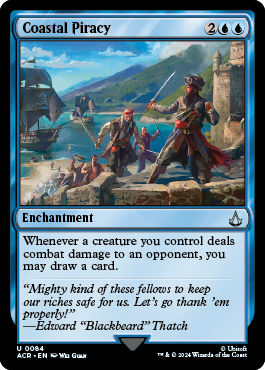 Coastal Piracy 2
Enchantment
Whenever a creature you control deals
combat damage to an opponent, you
may draw a card.
“Mighty kind of these fellows to keep
our riches safe for us. Let’s go thank ’em
properly!”
—Edward “Blackbeard” Thatch
U 0084 © Ubisoft
ACR • EN Wei Guan ™ & © 2024 Wizards of the Coast